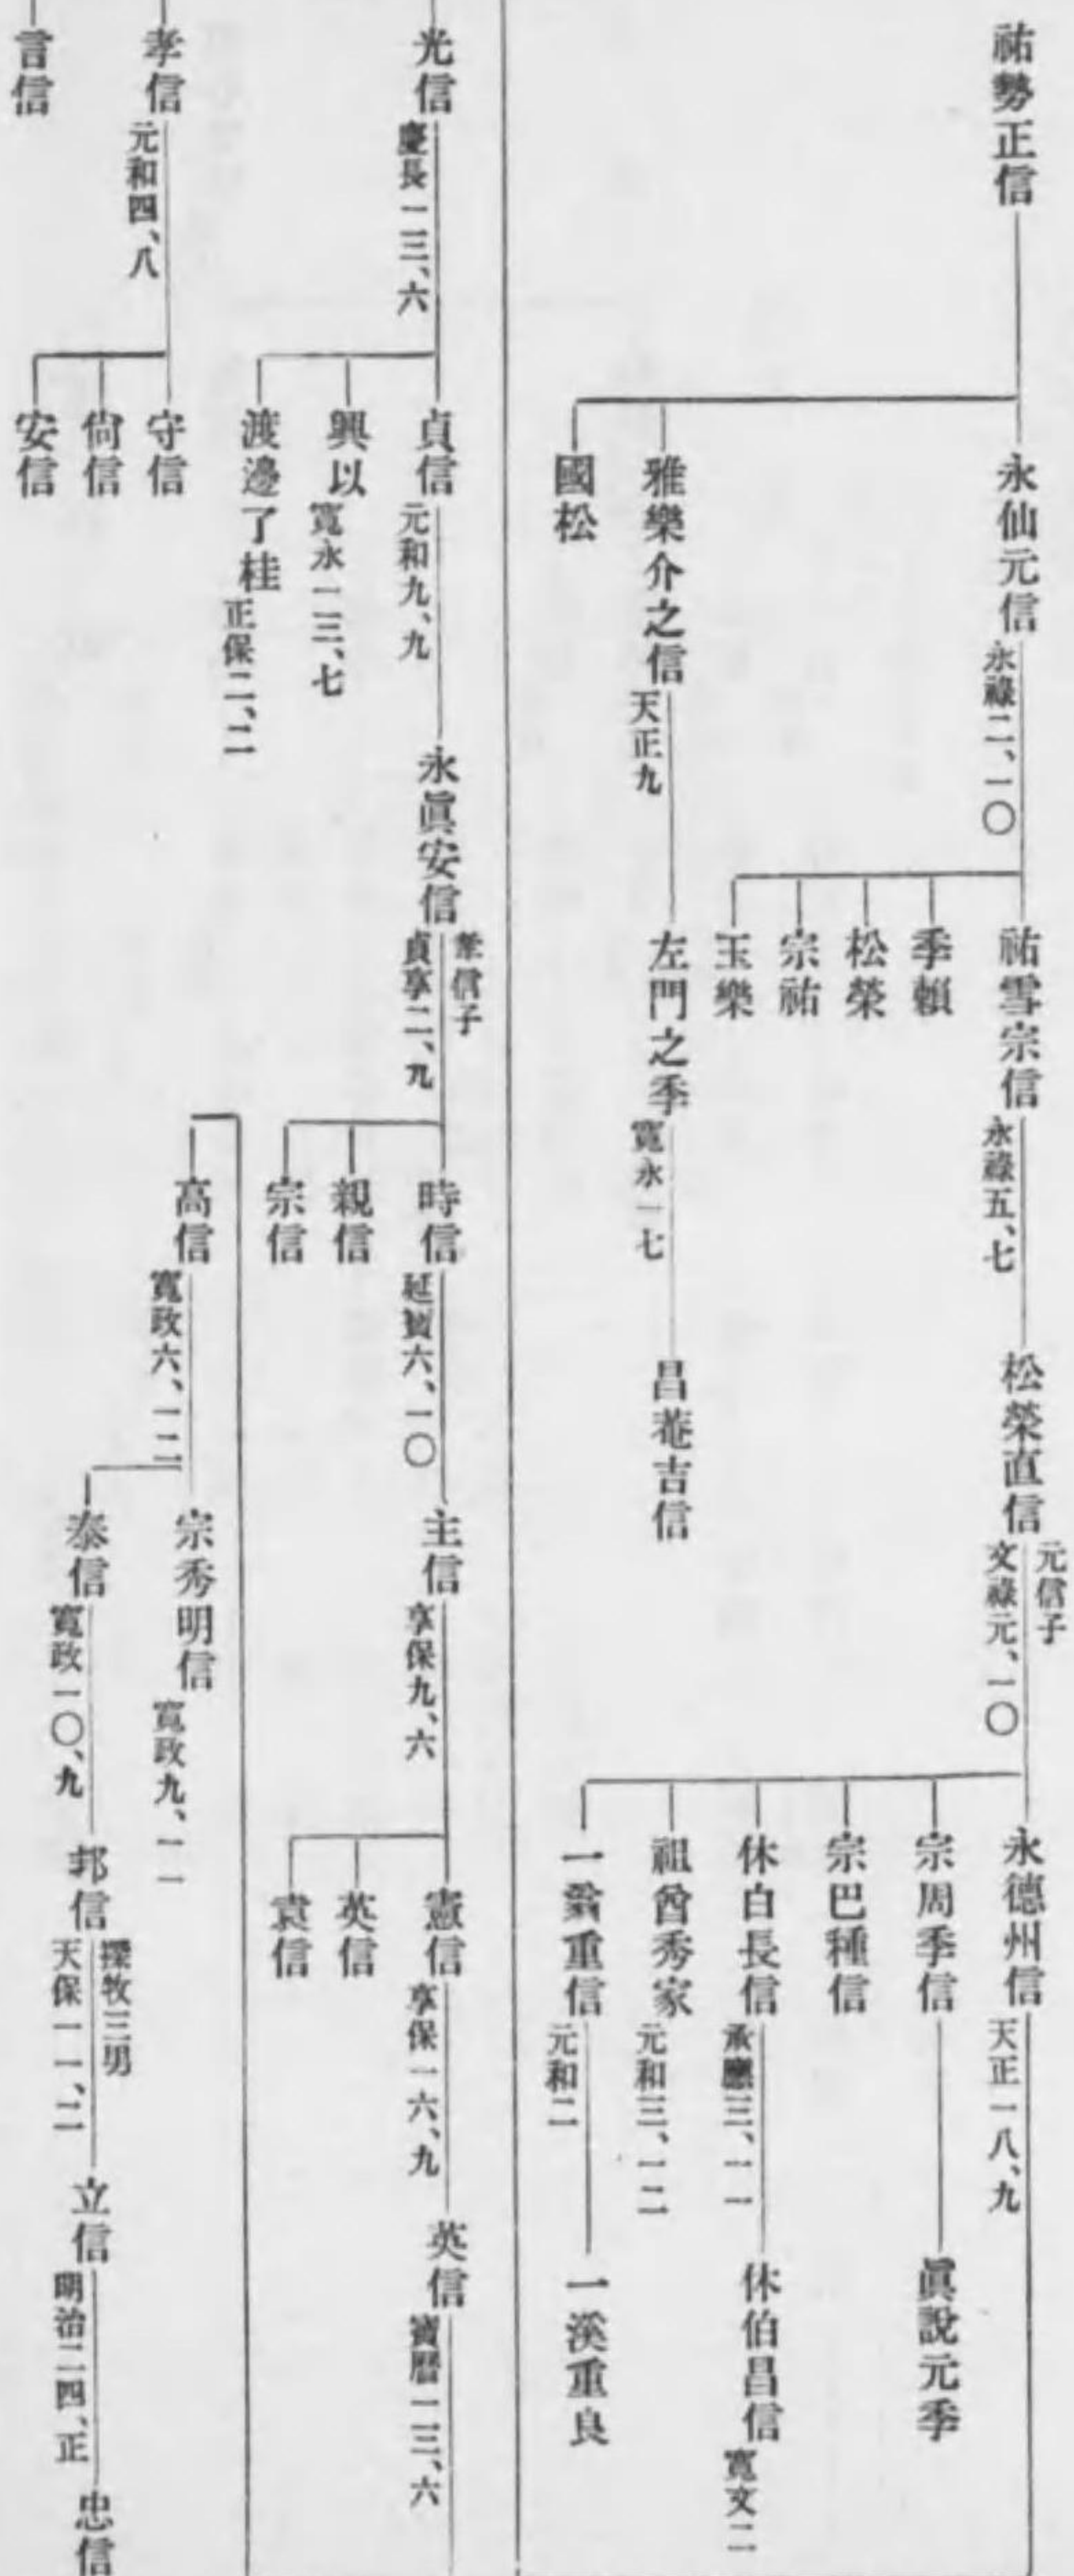 祐勢正信
永仙元信 永祿二、一〇
雅樂介之信 天正九
國松
祐雪宗信 永祿五、七
季賴
松榮
宗祐
玉樂
左門之季 寬永一七
昌菴吉信
松榮直信 元信子 文祿元、一〇
永德州信 天正一八、九
宗周季信
宗巴種信
休白長信 承應三、一一
祖酋秀家 元和三、一二
一翁重信 元和二
眞說元季
休伯昌信 寬文二
一溪重良
光信 慶長一三、六
貞信 元和九、九
興以 寬永一三、七
渡邊了桂 正保二、二
永眞安信 孝信子 貞享二、九
時信 延寶六、一〇
親信
宗信
主信 享保九、六
憲信 享保一六、九
英信
袁信
英信 寶曆一三、六
高信 寬政六、一二
宗秀明信 寬政九、一一
泰信 寬政一〇、九
邦信 探牧三男 天保一一、二
立信 明治二四、正
忠信
孝信 元和四、八
守信
尙信
安信
言信